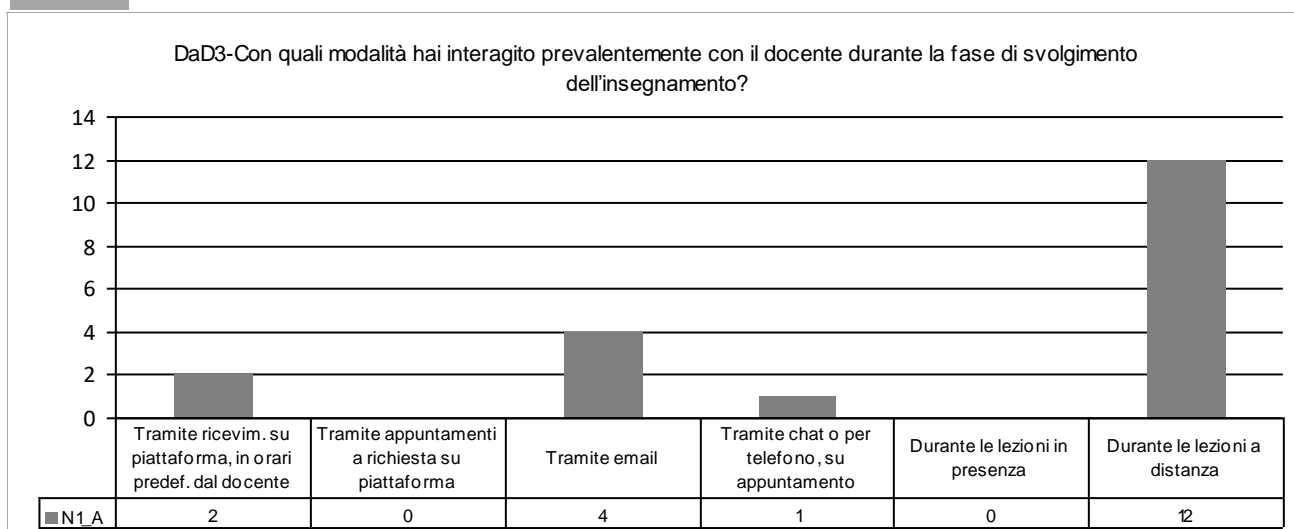 DaD3-Con quali modalità hai interagito prevalentemente con il docente durante la fase di svolgimento
dell'insegnamento?
14
12
10
8
6
4
2
0
Tramite ricevim. su
piattaforma, in orari
predef. dal docente
Tramite appuntamenti
a richiesta su
piattaforma
Tramite email
Tramite chat o per
telefono, su
appuntamento
Durante le lezioni in
presenza
Durante le lezioni a
distanza
N1_A 2 0 4 1 0 12